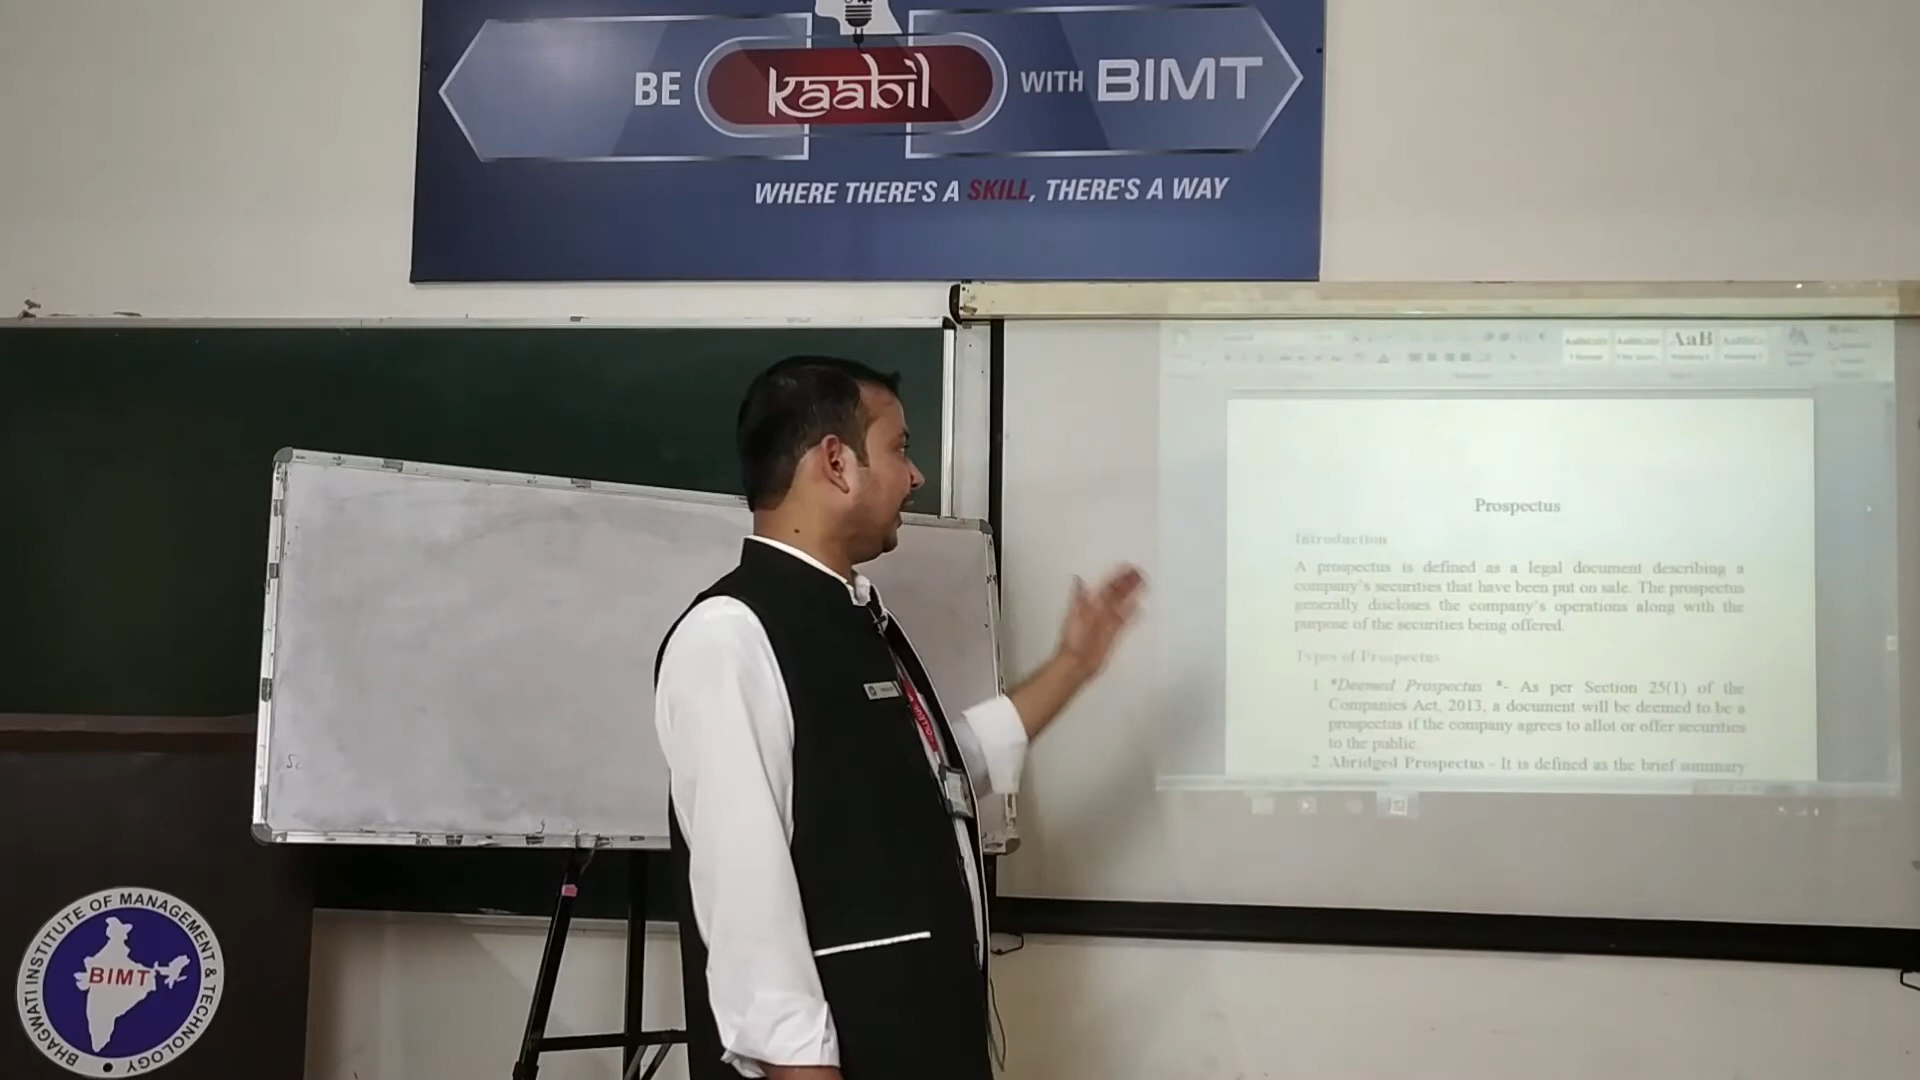 BE kaabil WITH BIMT
WHERE THERE'S A SKILL, THERE'S A WAY
AaB
Prospectus
Introduction
A prospectus is defined as a legal document describing a
company's securities that have been put on sale. The prospectus
generally discloses the company's operations along with the
purpose of the securities being offered.
Types of Prospectus
1 *Deemed Prospectus *- As per Section 25(1) of the
Companies Act, 2013, a document will be deemed to be a
prospectus if the company agrees to allot or offer securities
to the public
2 Abridged Prospectus - It is defined as the brief summary
BHAGWATI INSTITUTE OF MANAGEMENT & TECHNOLOGY
BIMT